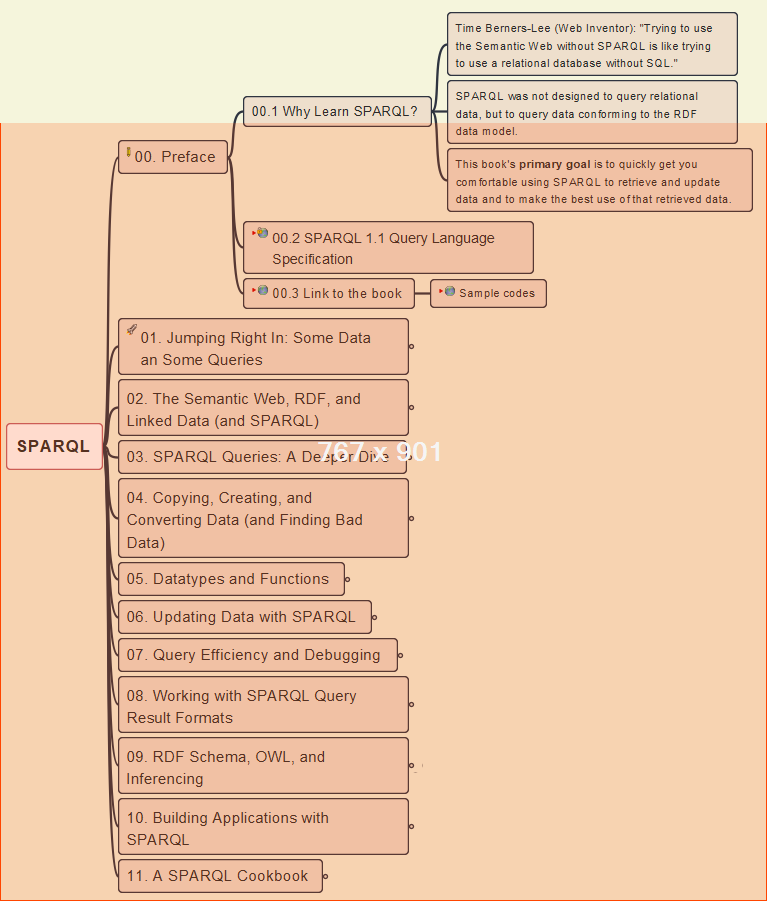 Time Berners-Lee (Web Inventor): "Trying to use
the Semantic Web without SPARQL is like trying
to use a relational database without SQL."
00.1 Why Learn SPARQL?
SPARQL was not designed to query relational
data, but to query data conforming to the RDF
data model.
00. Preface
This book's primary goal is to quickly get you
comfortable using SPARQL to retrieve and update
data and to make the best use of that retrieved data.
00.2 SPARQL 1.1 Query Language
Specification
00.3 Link to the book
Sample codes
01. Jumping Right In: Some Data
an Some Queries
02. The Semantic Web, RDF, and
Linked Data (and SPARQL)
SPARQL
03. SPARQL Queries: A Deeper Dive
767 x 901
04. Copying, Creating, and
Converting Data (and Finding Bad
Data)
05. Datatypes and Functions
06. Updating Data with SPARQL
07. Query Efficiency and Debugging
08. Working with SPARQL Query
Result Formats
09. RDF Schema, OWL, and
Inferencing
10. Building Applications with
SPARQL
11. A SPARQL Cookbook